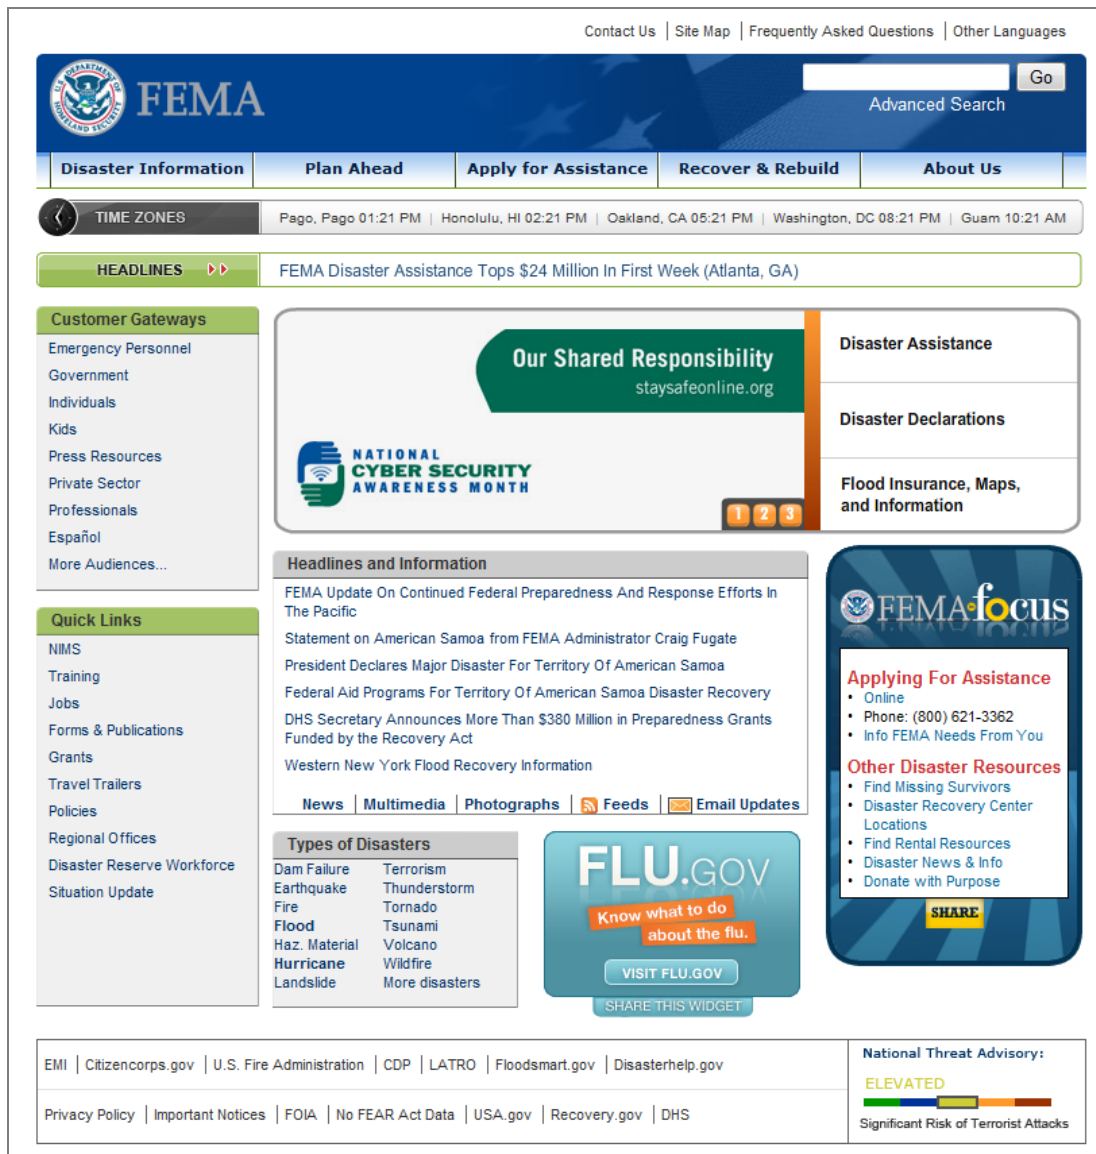 Contact Us | Site Map | Frequently Asked Questions | Other Languages
U.S. DEPARTMENT OF HOMELAND SECURITY
FEMA
Go
Advanced Search
Disaster Information
Plan Ahead
Apply for Assistance
Recover & Rebuild
About Us
TIME ZONES
Pago, Pago 01:21 PM | Honolulu, HI 02:21 PM | Oakland, CA 05:21 PM | Washington, DC 08:21 PM | Guam 10:21 AM
HEADLINES
FEMA Disaster Assistance Tops $24 Million In First Week (Atlanta, GA)
Customer Gateways
Emergency Personnel
Government
Individuals
Kids
Press Resources
Private Sector
Professionals
Español
More Audiences...
Quick Links
NIMS
Training
Jobs
Forms & Publications
Grants
Travel Trailers
Policies
Regional Offices
Disaster Reserve Workforce
Situation Update
Our Shared Responsibility
staysafeonline.org
NATIONAL
CYBER SECURITY
AWARENESS MONTH
1 2 3
Disaster Assistance
Disaster Declarations
Flood Insurance, Maps,
and Information
Headlines and Information
FEMA Update On Continued Federal Preparedness And Response Efforts In
The Pacific
Statement on American Samoa from FEMA Administrator Craig Fugate
President Declares Major Disaster For Territory Of American Samoa
Federal Aid Programs For Territory Of American Samoa Disaster Recovery
DHS Secretary Announces More Than $380 Million in Preparedness Grants
Funded by the Recovery Act
Western New York Flood Recovery Information
News | Multimedia | Photographs | Feeds | Email Updates
Types of Disasters
Dam Failure
Earthquake
Fire
Flood
Haz. Material
Hurricane
Landslide
Terrorism
Thunderstorm
Tornado
Tsunami
Volcano
Wildfire
More disasters
FLU.GOV
Know what to do
about the flu.
VISIT FLU.GOV
SHARE THIS WIDGET
FEMA focus
Applying For Assistance
• Online
• Phone: (800) 621-3362
• Info FEMA Needs From You
Other Disaster Resources
• Find Missing Survivors
• Disaster Recovery Center
Locations
• Find Rental Resources
• Disaster News & Info
• Donate with Purpose
SHARE
EMI | Citizencorps.gov | U.S. Fire Administration | CDP | LATRO | Floodsmart.gov | Disasterhelp.gov
Privacy Policy | Important Notices | FOIA | No FEAR Act Data | USA.gov | Recovery.gov | DHS
National Threat Advisory:
ELEVATED
Significant Risk of Terrorist Attacks